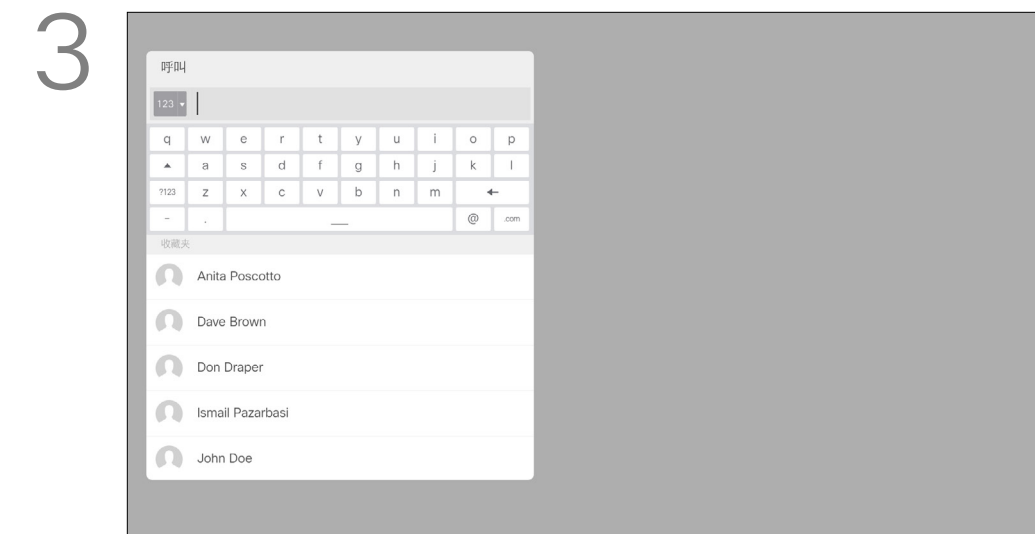 3
呼叫
123
q w e r t y u i o p
a s d f g h j k l
?123 z x c v b n m
- . @ .com
收藏夹
Anita Poscotto
Dave Brown
Don Draper
Ismail Pazarbasi
John Doe